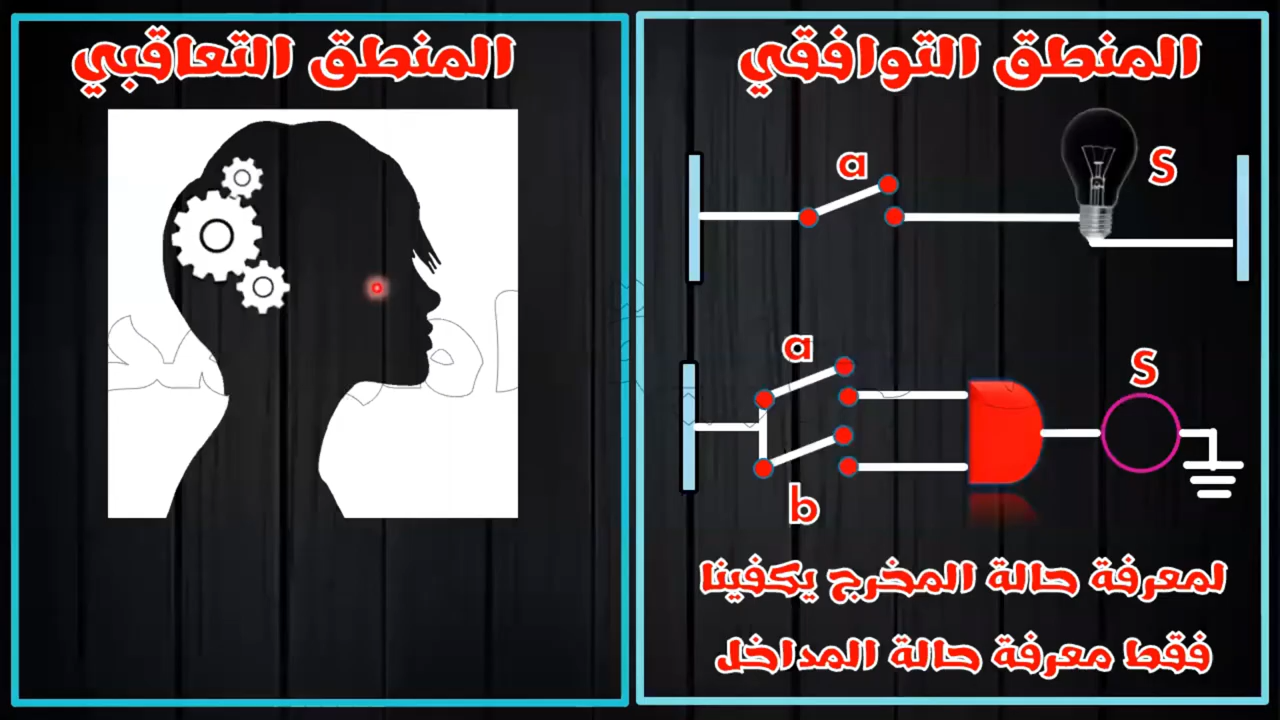 المنطق التوافقي
a
S
a
S
b
لمعرفة حالة المخرج يكفينا
فقط معرفة حالة المداخل
المنطق التعاقبي